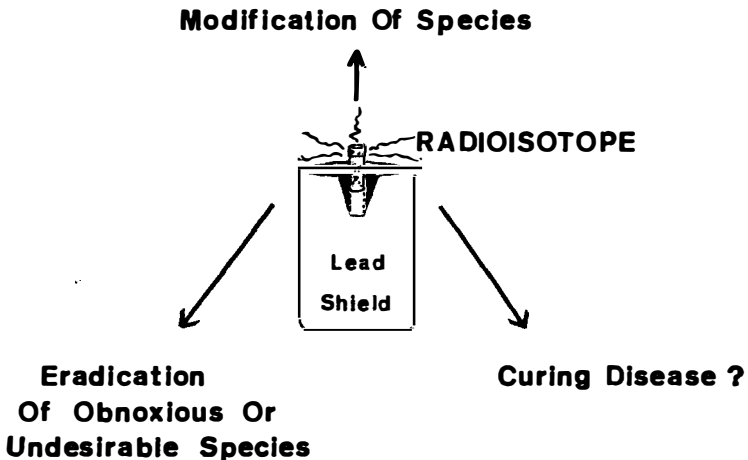 Modification Of Species
RADIOISOTOPE
Lead
Shield
Eradication
Of Obnoxious Or
Undesirable Species
Curing Disease ?